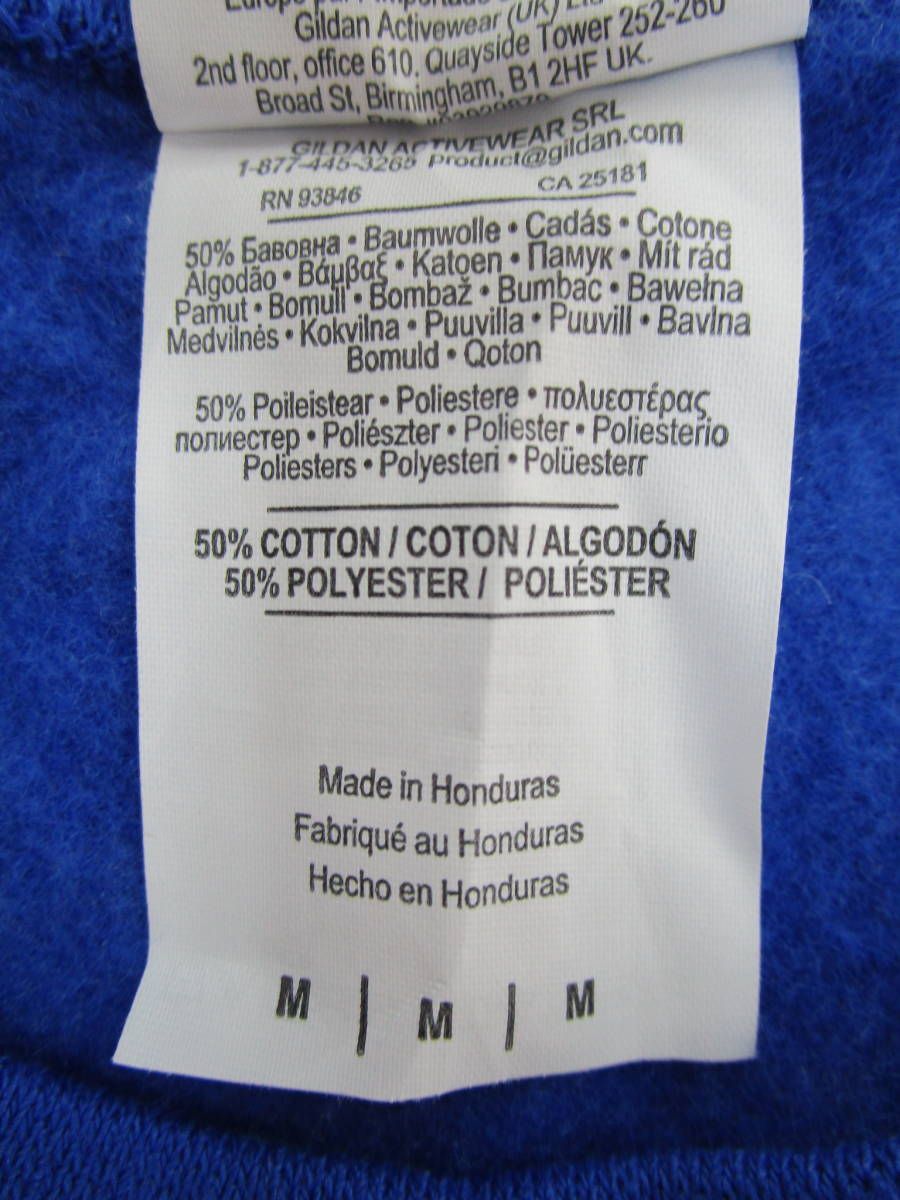 Gildan Activewear (UK) Ltd
2nd floor, office 610. Quayside Tower 252-260
Broad St, Birmingham, B1 2HF UK.
GILDAN ACTIVEWEAR SRL
1-877-445-3265 Product@gildan.com
RN 93846 CA 25181
50% Бавовна • Baumwolle • Cadás • Cotone
Algodão • Βάμβαξ • Katoen • Памук • Mít rád
Pamut • Bomull • Bombaž • Bumbac • Bawełna
Medvilnės • Kokvilna • Puuvilla • Puuvill • Bavlna
Bomuld • Qoton
50% Poileistear • Poliestere • πολυεστέρας
полиестер • Poliészter • Poliester • Poliesterio
Poliesters • Polyesteri • Polüesterr
50% COTTON / COTON / ALGODÓN
50% POLYESTER / POLIÉSTER
Made in Honduras
Fabriqué au Honduras
Hecho en Honduras
M | M | M